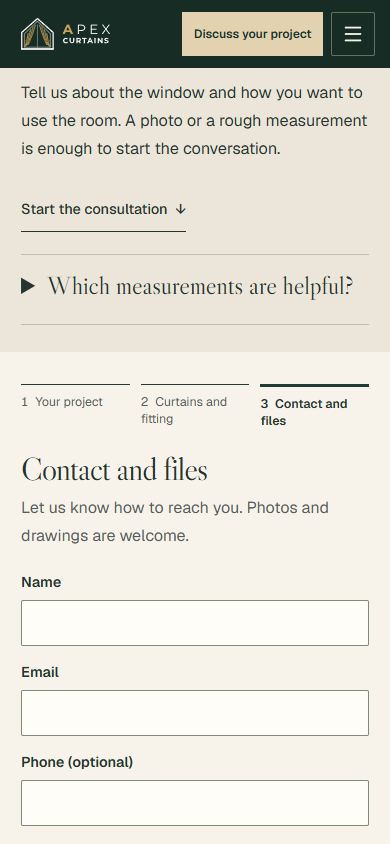 APEX
CURTAINS
Discuss your project
Tell us about the window and how you want to
use the room. A photo or a rough measurement
is enough to start the conversation.
Start the consultation ↓
Which measurements are helpful?
1 Your project
2 Curtains and
fitting
3 Contact and
files
Contact and files
Let us know how to reach you. Photos and
drawings are welcome.
Name
Email
Phone (optional)